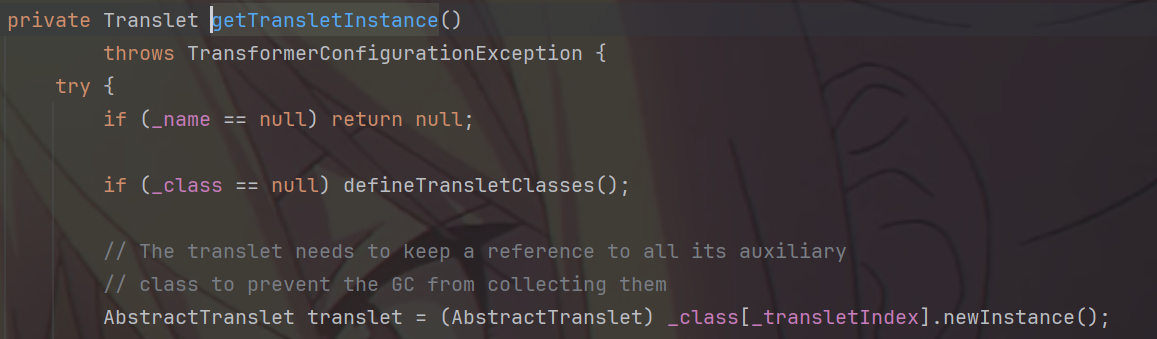 private Translet getTransletInstance()
throws TransformerConfigurationException {
try {
if (_name == null) return null;
if (_class == null) defineTransletClasses();
// The translet needs to keep a reference to all its auxiliary
// class to prevent the GC from collecting them
AbstractTranslet translet = (AbstractTranslet) _class[_transletIndex].newInstance();